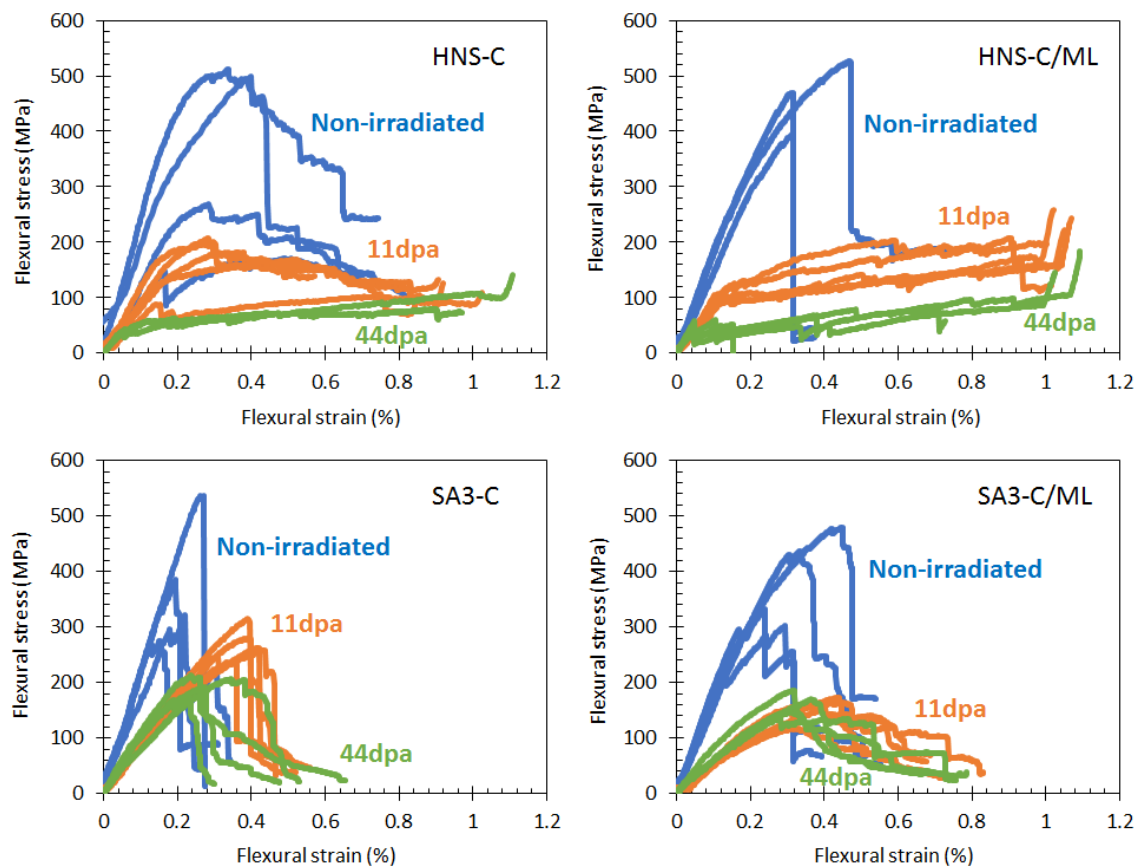 600
500
400
300
200
100
0
Flexural stress (MPa)
HNS-C
Non-irradiated
11dpa
44dpa
0 0.2 0.4 0.6 0.8 1 1.2
Flexural strain (%)
600
500
400
300
200
100
0
Flexural stress (MPa)
HNS-C/ML
Non-irradiated
11dpa
44dpa
0 0.2 0.4 0.6 0.8 1 1.2
Flexural strain (%)
600
500
400
300
200
100
0
Flexural stress (MPa)
SA3-C
Non-irradiated
11dpa
44dpa
0 0.2 0.4 0.6 0.8 1 1.2
Flexural strain (%)
600
500
400
300
200
100
0
Flexural stress (MPa)
SA3-C/ML
Non-irradiated
11dpa
44dpa
0 0.2 0.4 0.6 0.8 1 1.2
Flexural strain (%)